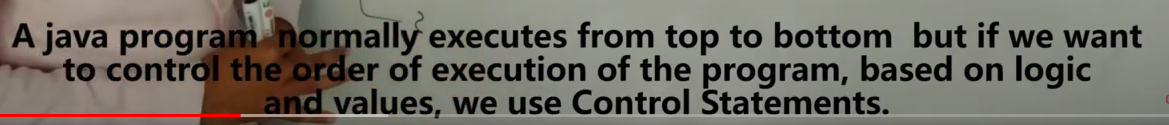 A java program normally executes from top to bottom but if we want
to control the order of execution of the program, based on logic
and values, we use Control Statements.